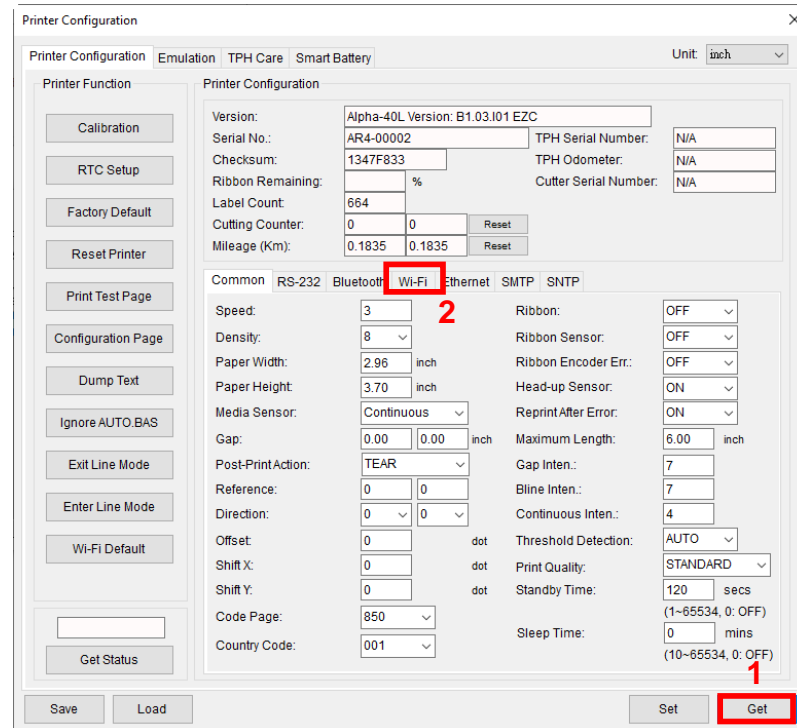 Printer Configuration
Printer Configuration Emulation TPH Care Smart Battery Unit: inch
Printer Function
Calibration
RTC Setup
Factory Default
Reset Printer
Print Test Page
Configuration Page
Dump Text
Ignore AUTO.BAS
Exit Line Mode
Enter Line Mode
Wi-Fi Default
Get Status
Printer Configuration
Version: Alpha-40L Version: B1.03.I01 EZC
Serial No.: AR4-00002 TPH Serial Number: N/A
Checksum: 1347F833 TPH Odometer: N/A
Ribbon Remaining: % Cutter Serial Number: N/A
Label Count: 664
Cutting Counter: 0 0 Reset
Mileage (Km): 0.1835 0.1835 Reset
Common RS-232 Bluetooth Wi-Fi Ethernet SMTP SNTP
2
Speed: 3 Ribbon: OFF
Density: 8 Ribbon Sensor: OFF
Paper Width: 2.96 inch Ribbon Encoder Err.: OFF
Paper Height: 3.70 inch Head-up Sensor: ON
Media Sensor: Continuous Reprint After Error: ON
Gap: 0.00 0.00 inch Maximum Length: 6.00 inch
Post-Print Action: TEAR Gap Inten.: 7
Reference: 0 0 Bline Inten.: 7
Direction: 0 0 Continuous Inten.: 4
Offset: 0 dot Threshold Detection: AUTO
Shift X: 0 dot Print Quality: STANDARD
Shift Y: 0 dot Standby Time: 120 secs
(1~65534, 0: OFF)
Code Page: 850
Sleep Time: 0 mins
Country Code: 001
(10~65534, 0: OFF)
1
Save Load Set Get